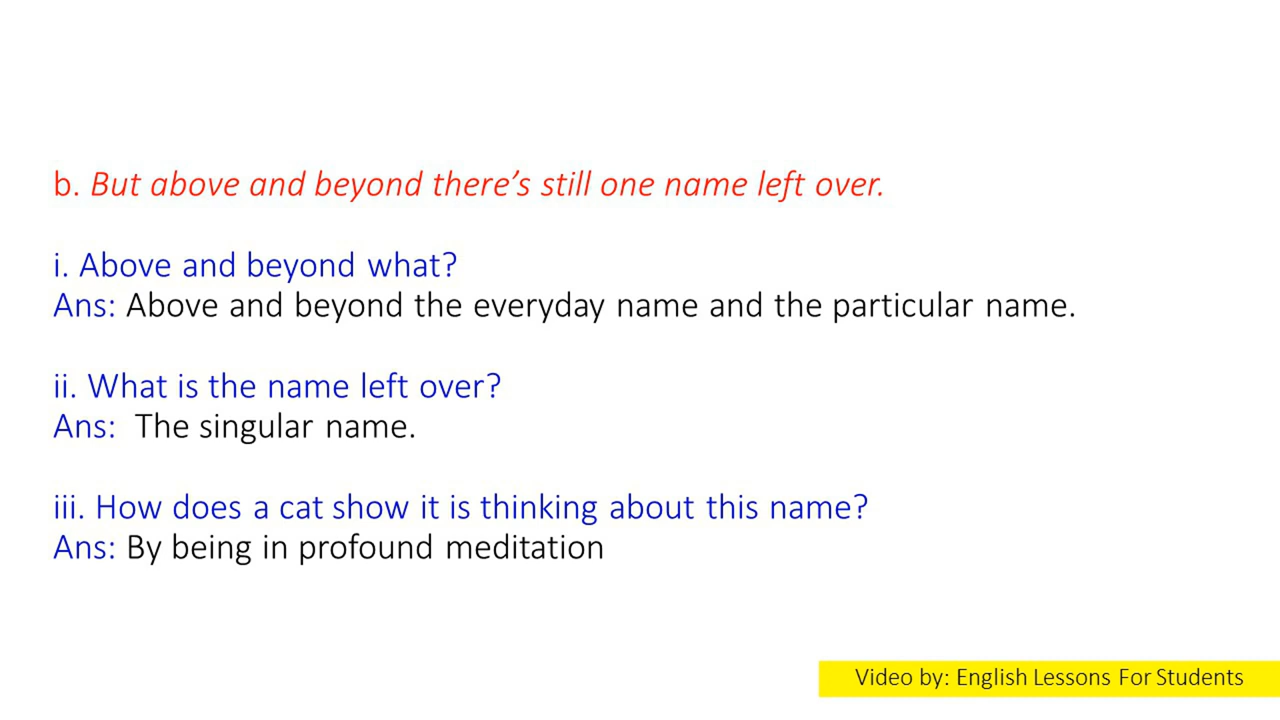 b. But above and beyond there’s still one name left over.
i. Above and beyond what?
Ans: Above and beyond the everyday name and the particular name.
ii. What is the name left over?
Ans: The singular name.
iii. How does a cat show it is thinking about this name?
Ans: By being in profound meditation
Video by: English Lessons For Students